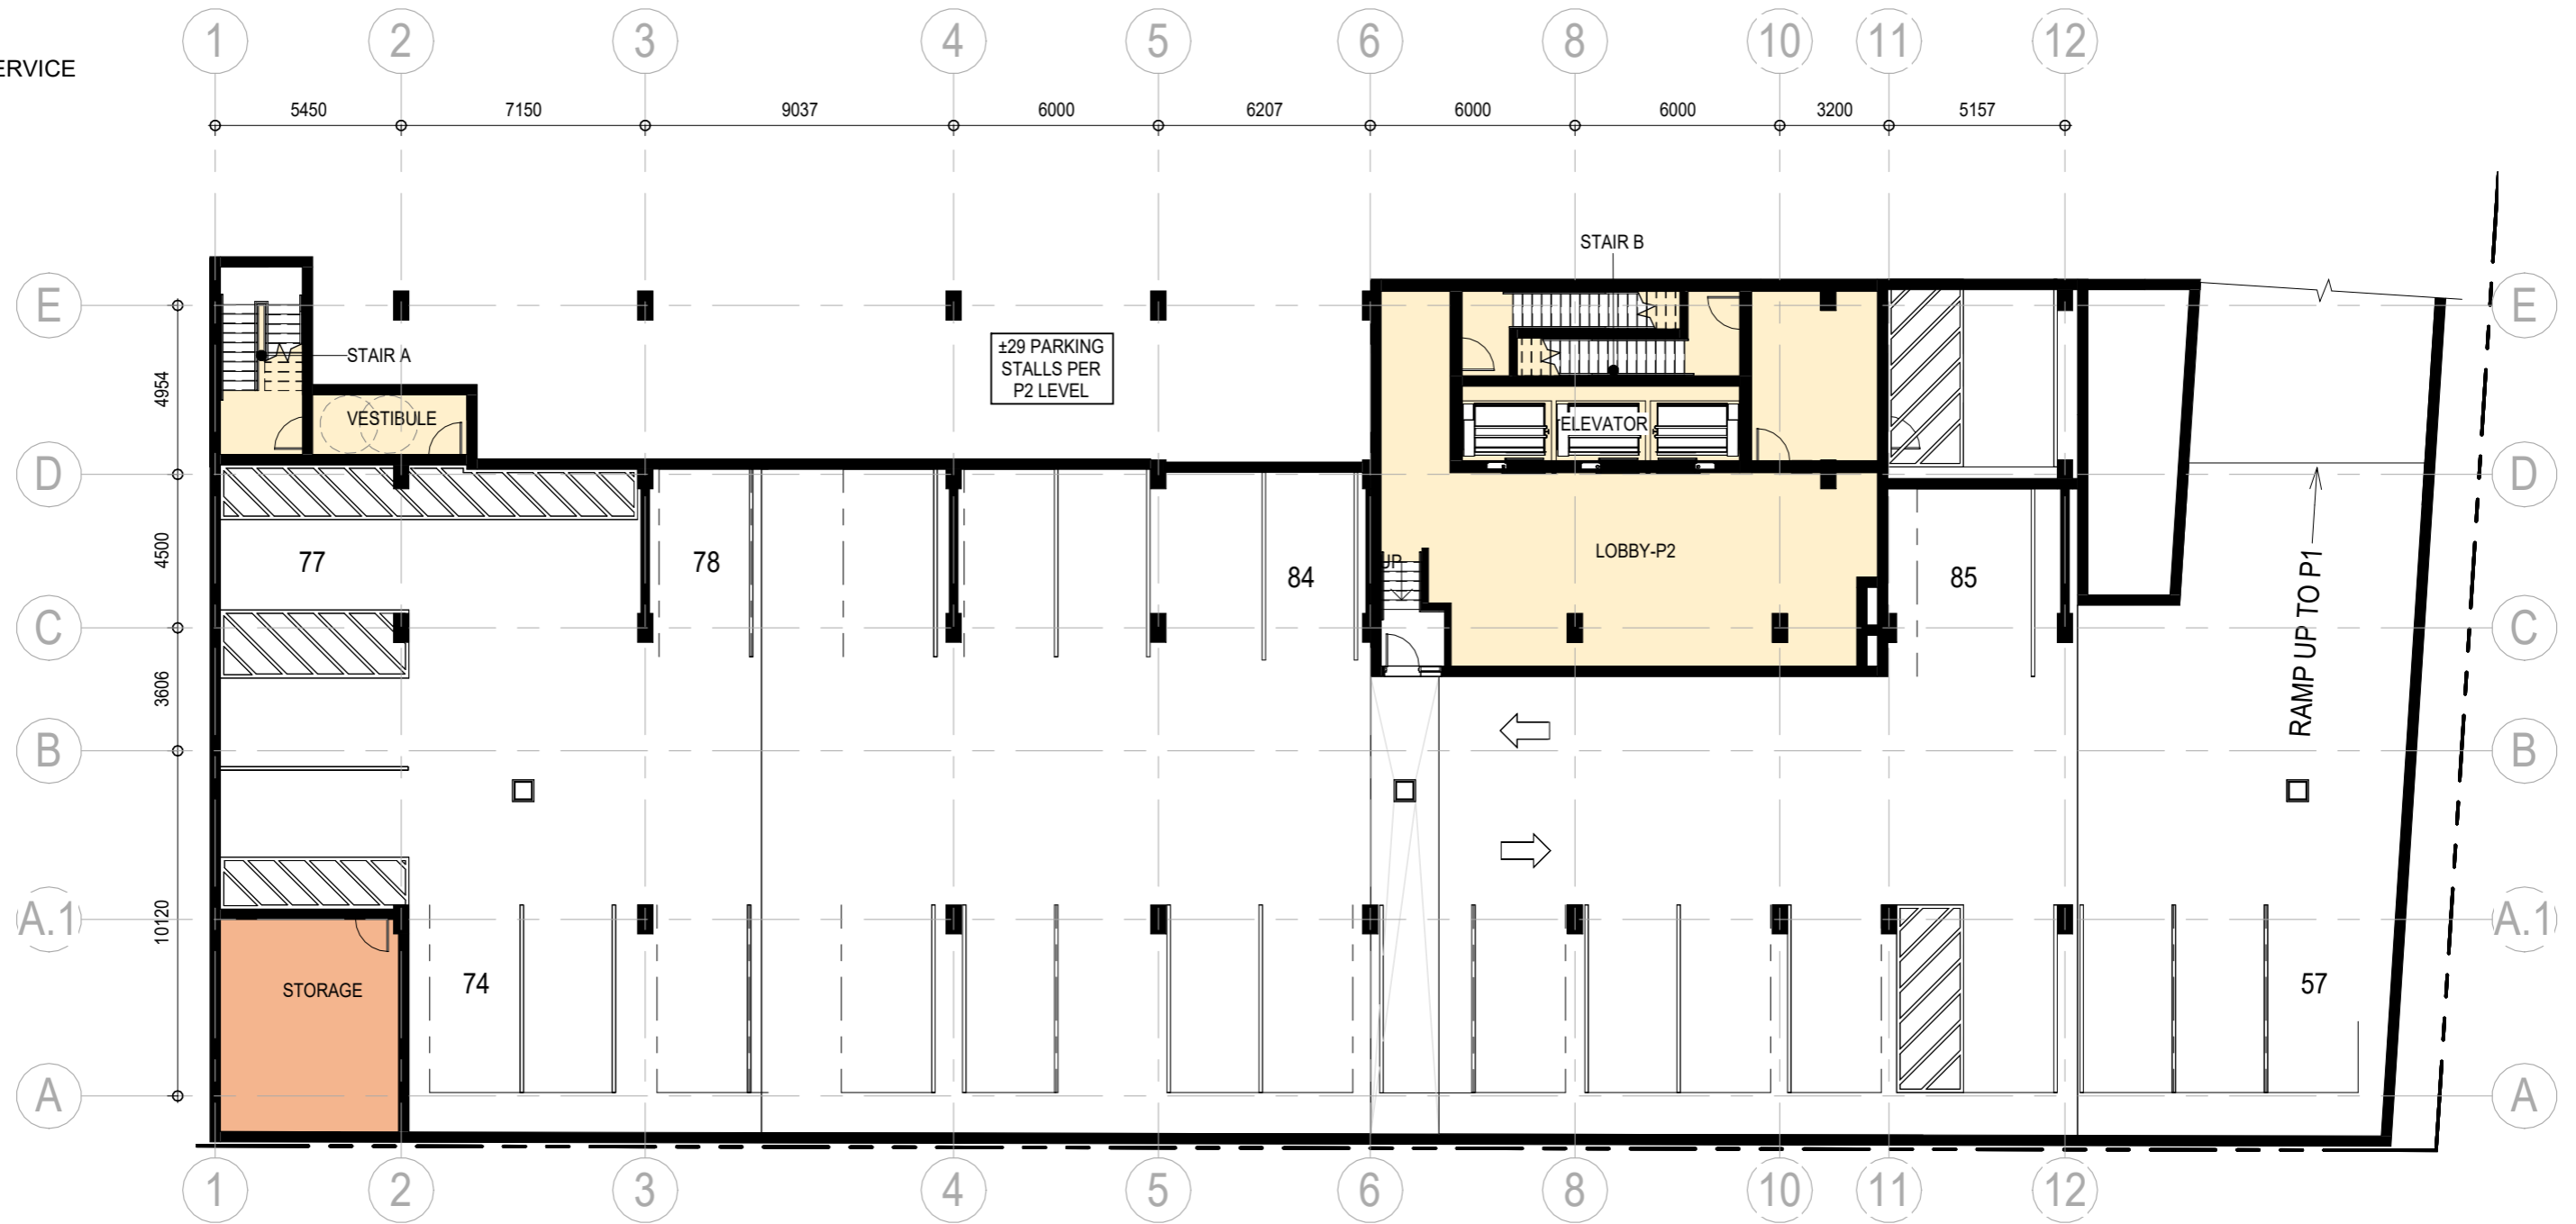 1 2 3 4 5 6 8 10 11 12
ERVICE
5450 7150 9037 6000 6207 6000 6000 3200 5157
STAIR B
E E
±29 PARKING
STALLS PER
P2 LEVEL
STAIR A
4954
VESTIBULE
ELEVATOR
D D
4500
77 78 84
UP
LOBBY-P2
85
RAMP UP TO P1
C C
3606
B B
A.1 A.1
10120
STORAGE
74
57
A A
1 2 3 4 5 6 8 10 11 12